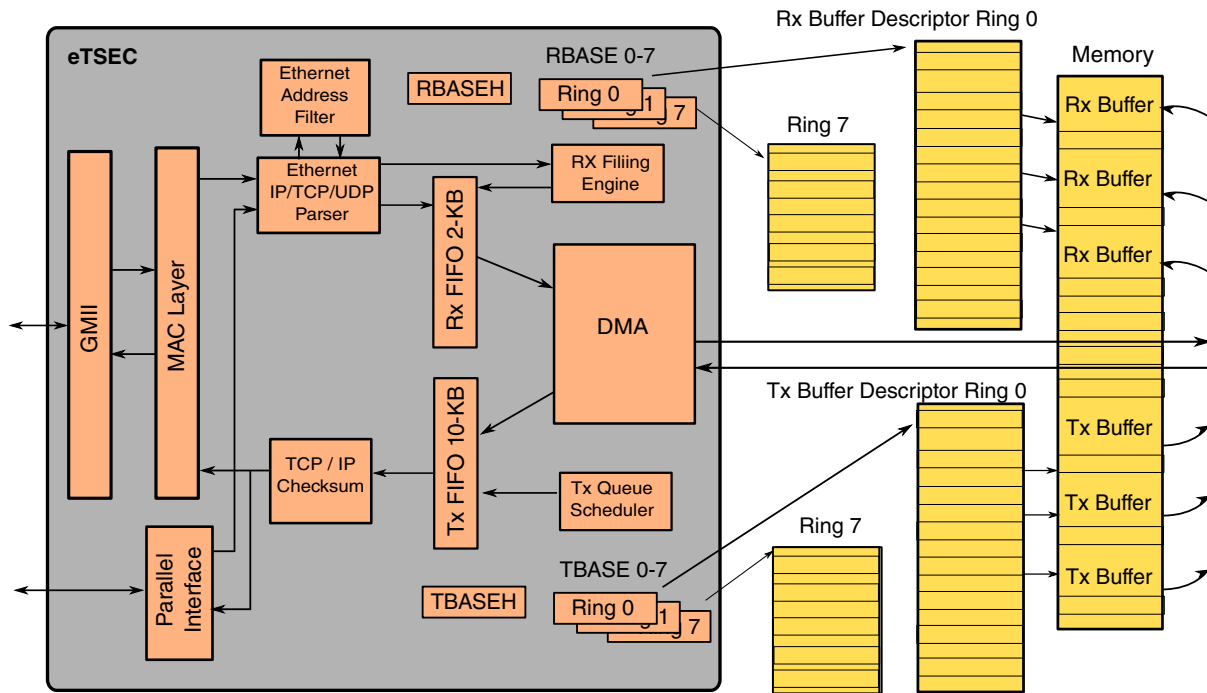 Rx Buffer Descriptor Ring 0
eTSEC
RBASE 0-7
Memory
Ethernet
Address
Filter
RBASEH
Ring 0
1
7
Rx Buffer
Ring 7
Ethernet
IP/TCP/UDP
Parser
RX Filiing
Engine
Rx Buffer
GMII
MAC Layer
Rx FIFO 2-KB
Rx Buffer
DMA
Tx Buffer Descriptor Ring 0
Tx FIFO 10-KB
Tx Buffer
TCP / IP
Checksum
Tx Queue
Scheduler
Tx Buffer
Ring 7
Parallel
Interface
TBASE 0-7
Tx Buffer
TBASEH
Ring 0
1
Ring 7